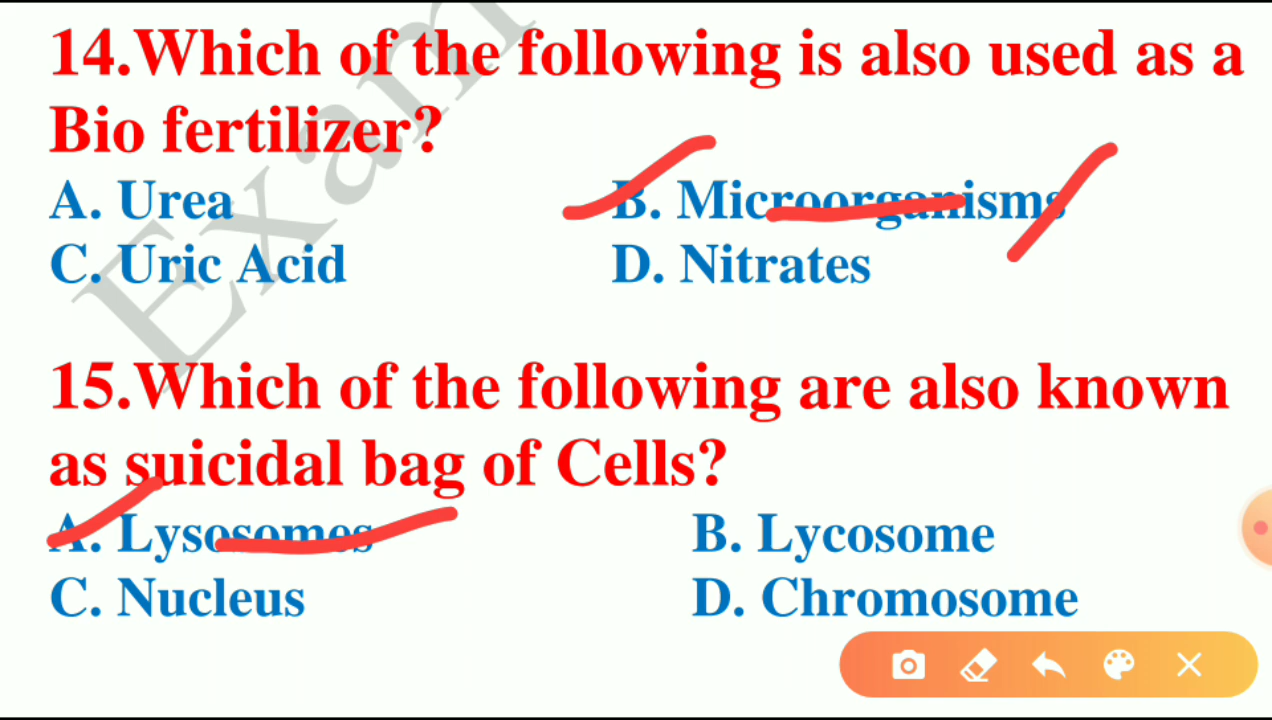 14.Which of the following is also used as a
Bio fertilizer?
A. Urea B. Microorganisms
C. Uric Acid D. Nitrates
15.Which of the following are also known
as suicidal bag of Cells?
A. Lysosomes B. Lycosome
C. Nucleus D. Chromosome
Exam